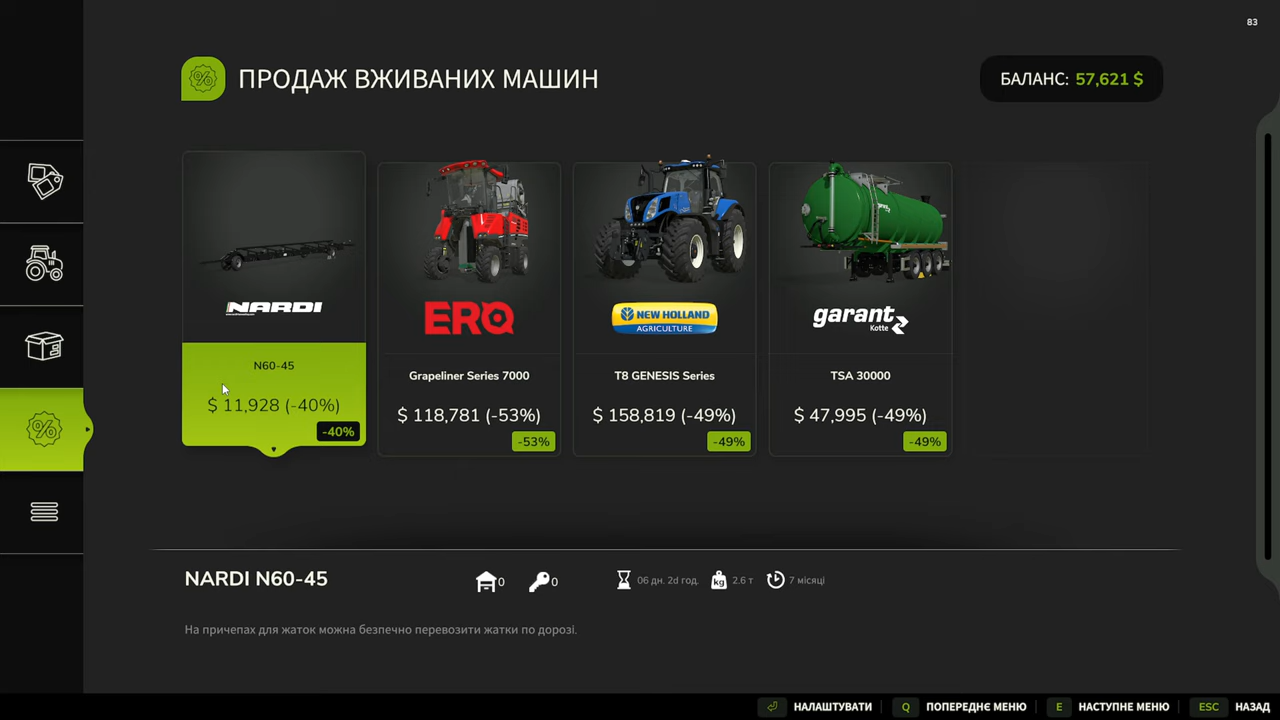 83
ПРОДАЖ ВЖИВАНИХ МАШИН
БАЛАНС: 57,621 $
NARDI
N60-45
$ 11,928 (-40%)
-40%
ERO
Grapeliner Series 7000
$ 118,781 (-53%)
-53%
NEW HOLLAND
AGRICULTURE
T8 GENESIS Series
$ 158,819 (-49%)
-49%
garant
Kotte
TSA 30000
$ 47,995 (-49%)
-49%
NARDI N60-45
0
0
06 дн. 2d год.
kg
2.6 т
7 місяці
На причепах для жаток можна безпечно перевозити жатки по дорозі.
НАЛАШТУВАТИ
Q ПОПЕРЕДНЄ МЕНЮ
E НАСТУПНЕ МЕНЮ
ESC НАЗАД